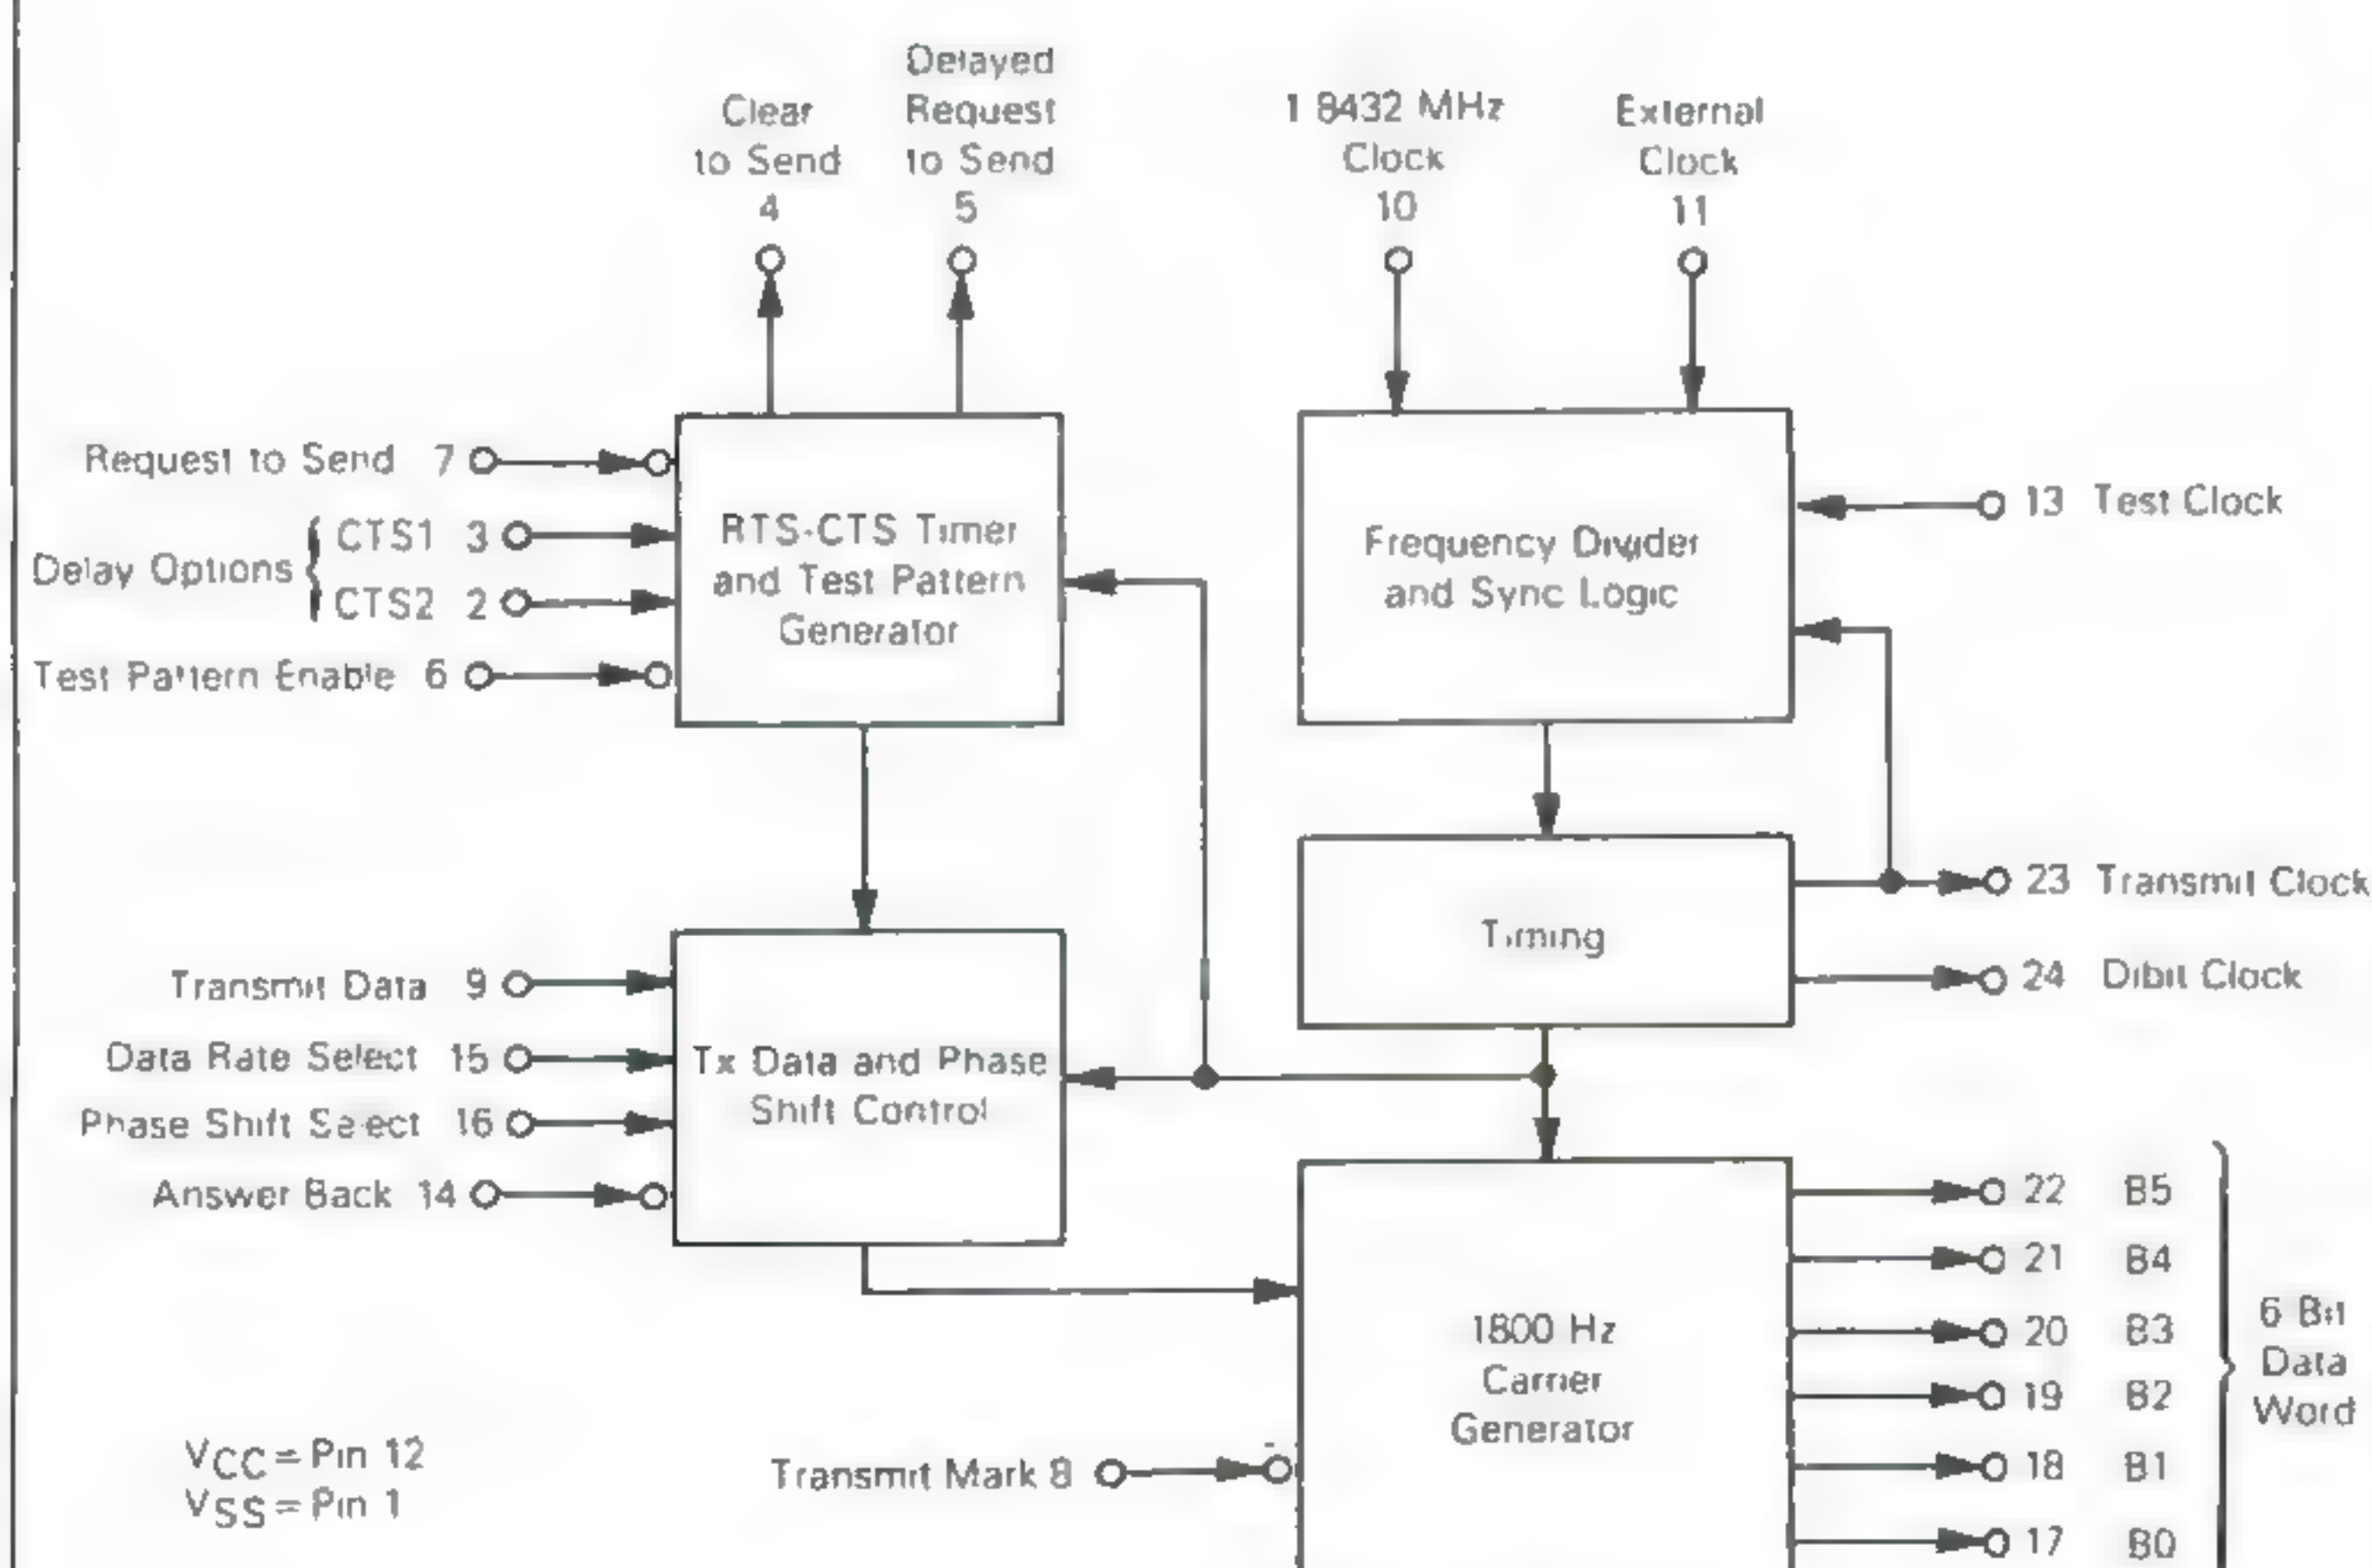 Clear
to Send
4
Delayed
Request
to Send
5
1 8432 MHz
Clock
10
External
Clock
11
Request to Send 7
Delay Options
CTS1 3
CTS2 2
Test Pattern Enable 6
RTS-CTS Timer
and Test Pattern
Generator
Frequency Divider
and Sync Logic
13 Test Clock
Timing
23 Transmit Clock
24 Dibit Clock
Transmit Data 9
Data Rate Select 15
Phase Shift Select 16
Answer Back 14
Tx Data and Phase
Shift Control
1800 Hz
Carrier
Generator
Transmit Mark 8
22 B5
21 B4
20 B3
19 B2
18 B1
17 B0
6 Bit
Data
Word
VCC = Pin 12
VSS = Pin 1